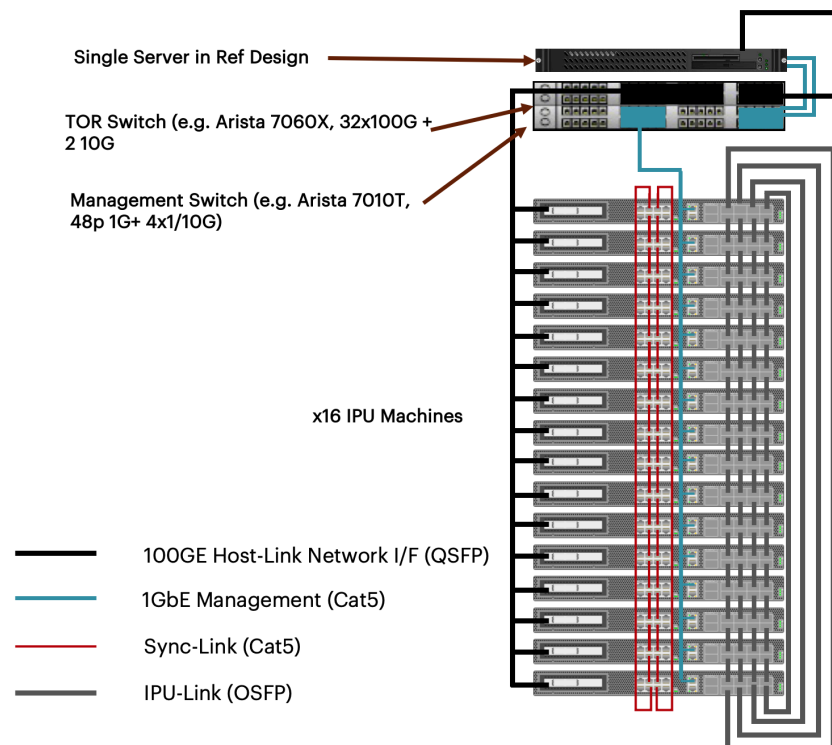 Single Server in Ref Design
TOR Switch (e.g. Arista 7060X, 32x100G +
2 10G
Management Switch (e.g. Arista 7010T,
48p 1G+ 4x1/10G)
x16 IPU Machines
100GE Host-Link Network I/F (QSFP)
1GbE Management (Cat5)
Sync-Link (Cat5)
IPU-Link (OSFP)